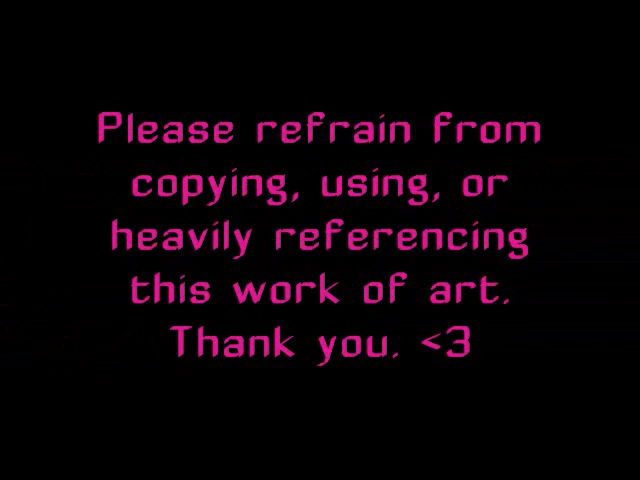 Please refrain from
copying, using, or
heavily referencing
this work of art.
Thank you. <3